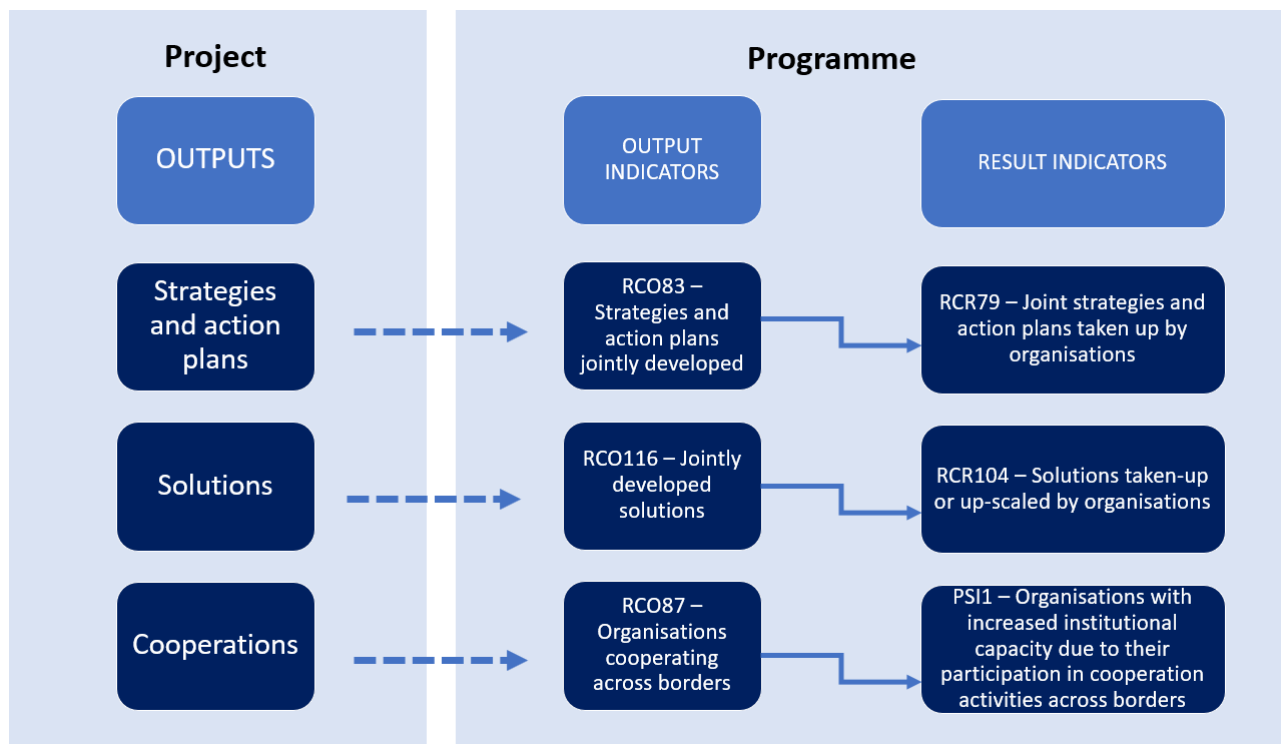 Project
Programme
OUTPUTS
OUTPUT
INDICATORS
RESULT INDICATORS
Strategies
and action
plans
RCO83 –
Strategies and
action plans
jointly developed
RCR79 – Joint strategies and
action plans taken up by
organisations
Solutions
RCO116 – Jointly
developed
solutions
RCR104 – Solutions taken-up
or up-scaled by organisations
Cooperations
RCO87 –
Organisations
cooperating
across borders
PSI1 – Organisations with
increased institutional
capacity due to their
participation in cooperation
activities across borders